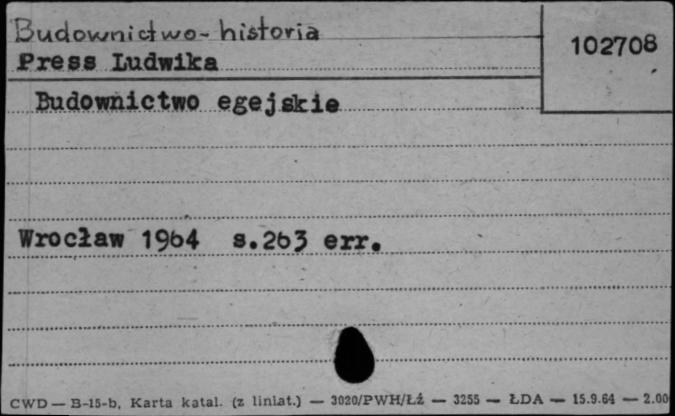 Budownictwo - historia
102708
Press Ludwika
Budownictwo egejskie
Wrocław 1964 s.263 err.
CWD — B-15-b, Karta katal. (z liniat.) — 3020/PWH/Łź — 3255 — ŁDA — 15.9.64 — 2.00